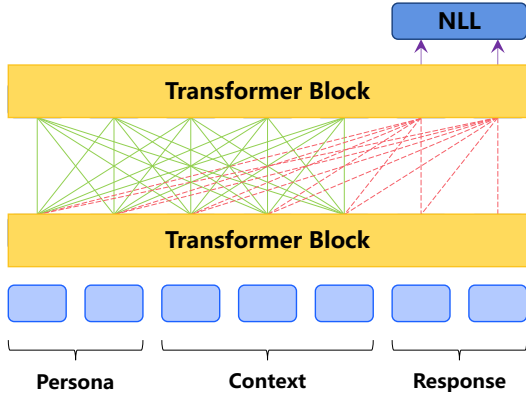 NLL
Transformer Block
Transformer Block
Persona
Context
Response